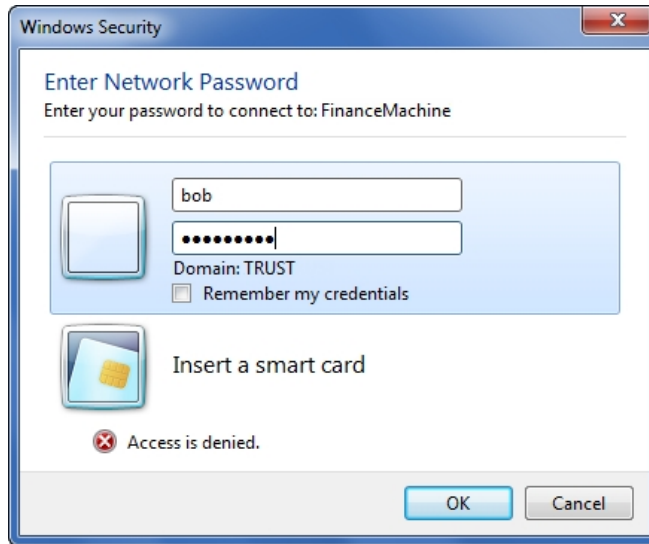 Windows Security
Enter Network Password
Enter your password to connect to: FinanceMachine
bob
●●●●●●●●●
Domain: TRUST
Remember my credentials
Insert a smart card
Access is denied.
OK
Cancel